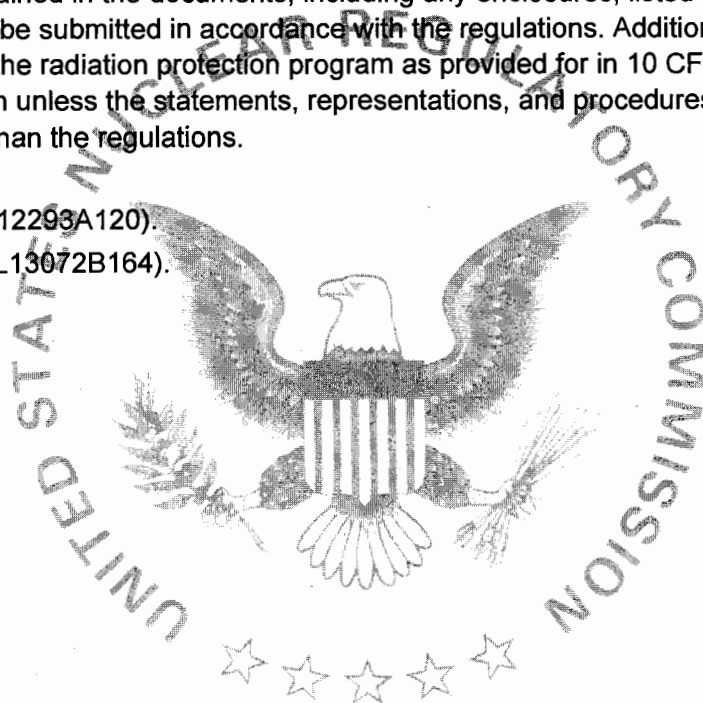 ained in the documents, including any enclosures, listed
be submitted in accordance with the regulations. Addition
he radiation protection program as provided for in 10 CF
n unless the statements, representations, and procedures
han the regulations.
12293A120).
L13072B164).
UNITED STATES NUCLEAR REGULATORY COMMISSION